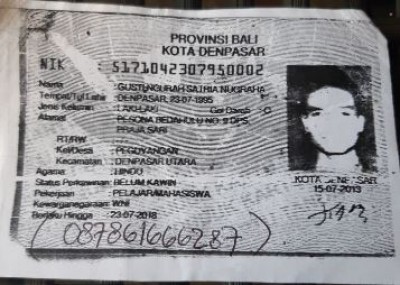 PROVINSI BALI
KOTA DENPASAR
NIK : 5171042307950002
Nama : GUSTI NGURAH SATRIA NUGRAHA
Tempat/Tgl Lahir : DENPASAR, 23-07-1995
Jenis Kelamin : LAKI-LAKI Gol Darah : O
Alamat : PESONA BEDAHULU NO. 9 DPS
PRAJA SARI
RT/RW
Kel/Desa : PEGUYANGAN
Kecamatan : DENPASAR UTARA
Agama : HINDU
Status Perkawinan : BELUM KAWIN
Pekerjaan : PELAJAR/MAHASISWA
Kewarganegaraan : WNI
Berlaku Hingga : 23-07-2018
KOTA DENPASAR
15-07-2013
(087861666287)